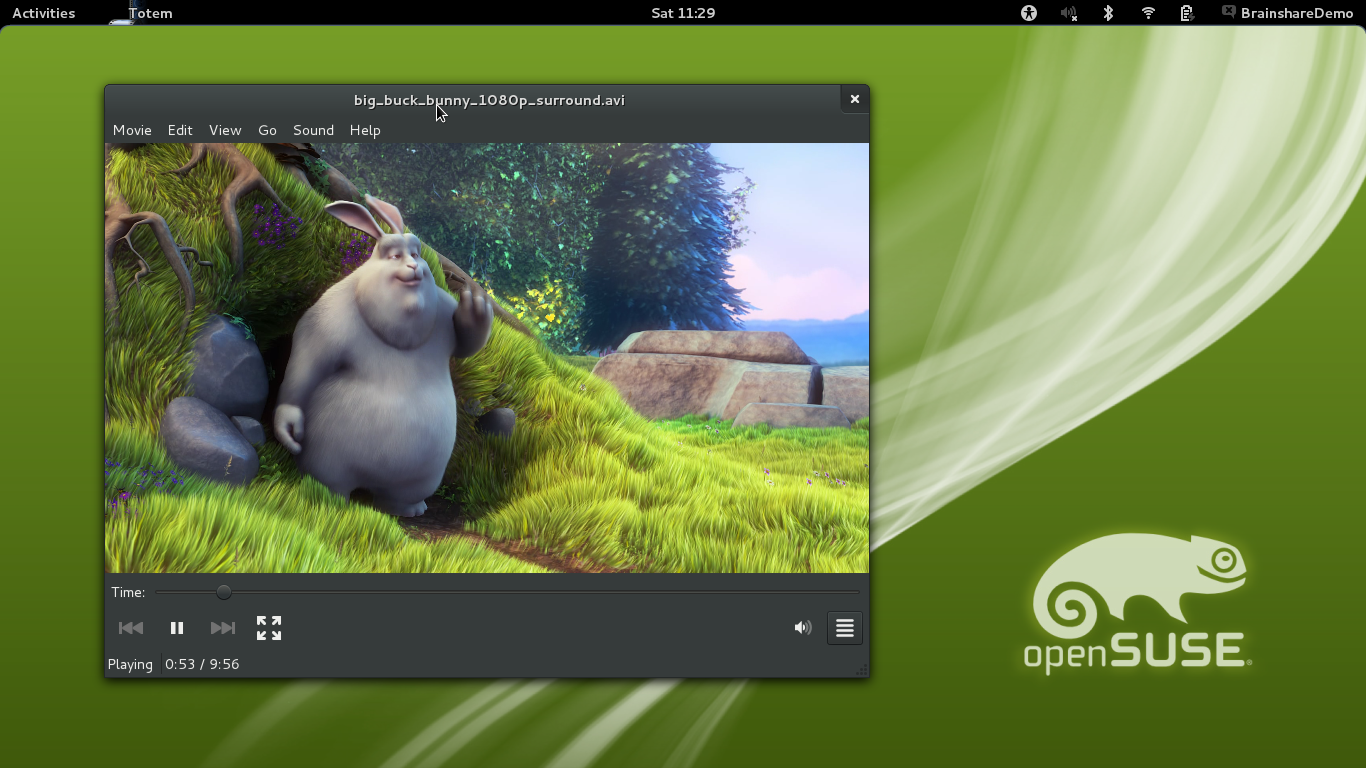 Activities Totem Sat 11:29 BrainshareDemo
big_buck_bunny_1080p_surround.avi
Movie Edit View Go Sound Help
Time:
Playing 0:53 / 9:56
openSUSE